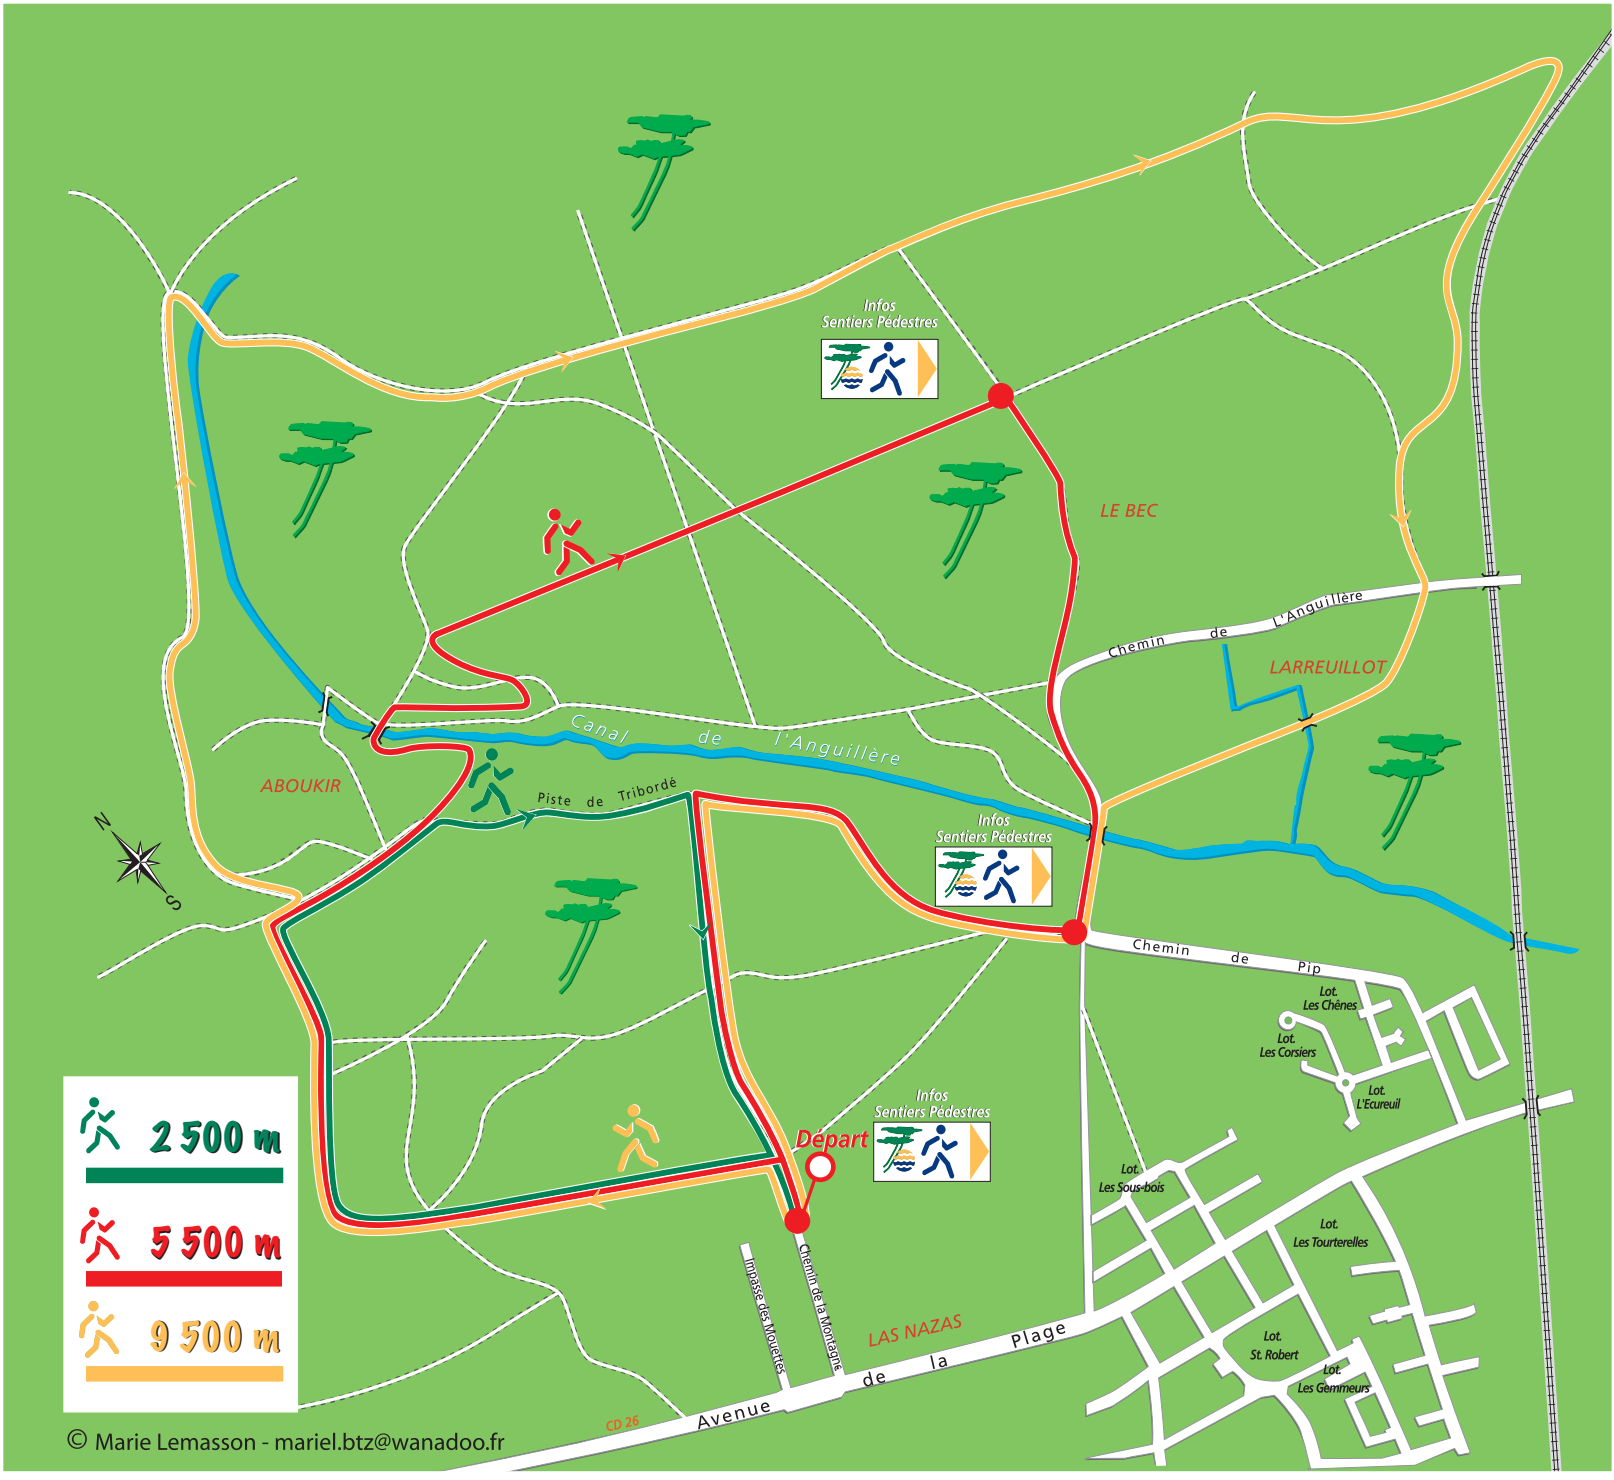 Infos
Sentiers Pédestres
LE BEC
Chemin de L'Anguillère
LARREUILLOT
Canal de l'Anguillère
ABOUKIR
Piste de Tribordé
Infos
Sentiers Pédestres
N
S
Chemin de Pip
Lot.
Les Chênes
Lot.
Les Corsiers
Lot.
L'Ecureuil
Infos
Sentiers Pédestres
Départ
2 500 m
5 500 m
9 500 m
Lot.
Les Sous-bois
Lot.
Les Tourterelles
Impasse des Mouettes
Chemin de la Montagne
LAS NAZAS
Lot.
St. Robert
Lot.
Les Gemmeurs
CD 26
Avenue de la Plage
© Marie Lemasson - mariel.btz@wanadoo.fr